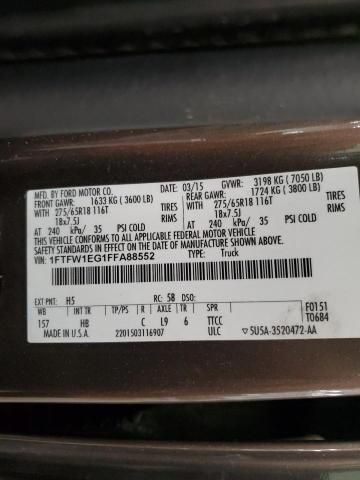 MFD. BY FORD MOTOR CO.
03/15 GVWR: 3198 KG ( 7050 LB)
FRONT GAWR: 1633 KG ( 3600 LB) REAR GAWR: 1724 KG ( 3800 LB)
WITH WITH
275/65R18 116T TIRES 275/65R18 116T TIRES
18x7.5J RIMS 18x7.5J RIMS
AT 240 kPa/ 35 PSI COLD AT 240 kPa/ 35 PSI COLD
THIS VEHICLE CONFORMS TO ALL APPLICABLE FEDERAL MOTOR VEHICLE
SAFETY STANDARDS IN EFFECT ON THE DATE OF MANUFACTURE SHOWN ABOVE.
VIN: 1FTFW1EG1FFA88552 TYPE: Truck
EXT PNT: H5 RC: 58 DSO:
WB INT TR TP/PS R AXLE TR SPR F0151
157 HB C L9 6 TTCC T0684
MADE IN U.S.A. 2201503116907 ULC ▽5U5A-3520472-AA